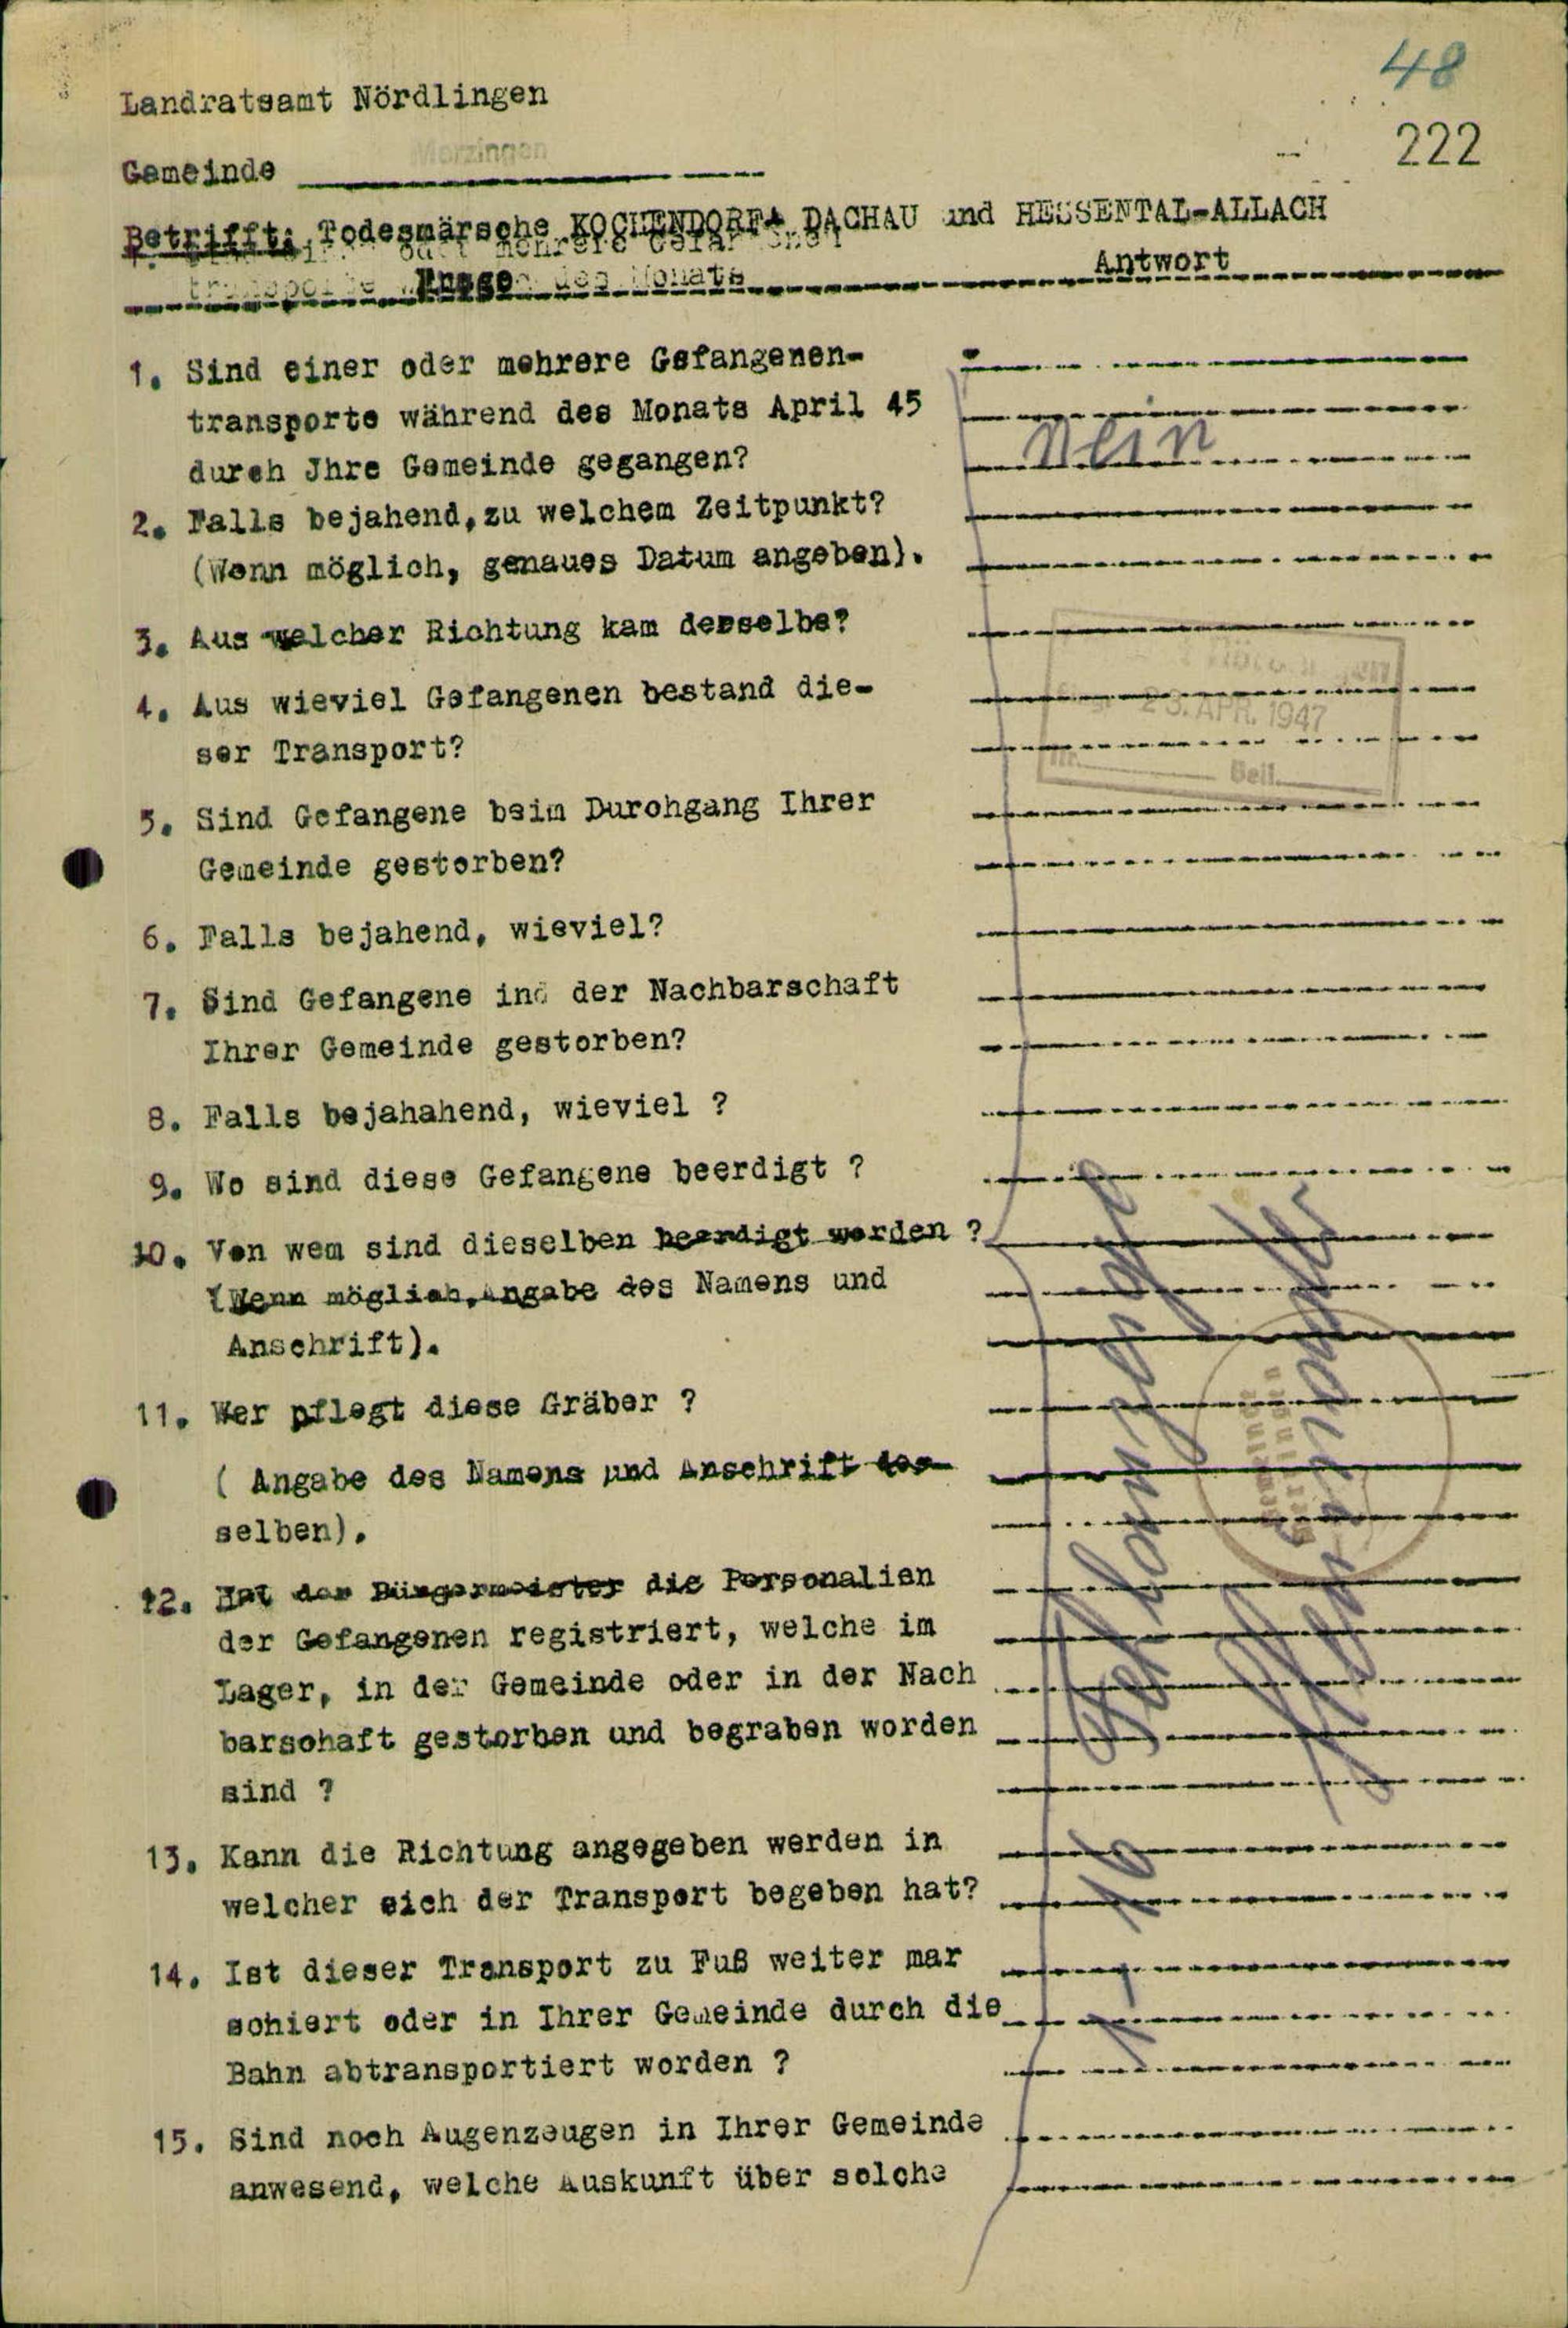 48
222
Landratsamt Nördlingen
Gemeinde Merzingen
Betrifft: Todesmärsche KOCHENDORF- DACHAU und HESSENTAL-ALLACH
Fragen Antwort
1. Sind einer oder mehrere Gefangenen-
transporte während des Monats April 45
durch Jhre Gemeinde gegangen?
nein
2. Falls bejahend, zu welchem Zeitpunkt?
(Wenn möglich, genaues Datum angeben).
3. Aus welcher Richtung kam derselbe?
4. Aus wieviel Gefangenen bestand die-
ser Transport?
23. APR. 1947
Beil.
5. Sind Gefangene beim Durchgang Ihrer
Gemeinde gestorben?
6. Falls bejahend, wieviel?
7. Sind Gefangene in der Nachbarschaft
Ihrer Gemeinde gestorben?
8. Falls bejahahend, wieviel ?
9. Wo sind diese Gefangene beerdigt ?
10. Von wem sind dieselben beerdigt worden ?
(Wenn möglich, Angabe des Namens und
Anschrift).
11. Wer pflegt diese Gräber ?
( Angabe des Namens und Anschrift des-
selben).
12. Hat der Bürgermeister die Personalien
der Gefangenen registriert, welche im
Lager, in der Gemeinde oder in der Nach
barschaft gestorben und begraben worden
sind ?
Fehlanzeige
13. Kann die Richtung angegeben werden in
welcher sich der Transport begeben hat?
14. Ist dieser Transport zu Fuß weiter mar
schiert oder in Ihrer Gemeinde durch die
Bahn abtransportiert worden ?
15. Sind noch Augenzeugen in Ihrer Gemeinde
anwesend, welche Auskunft über solche